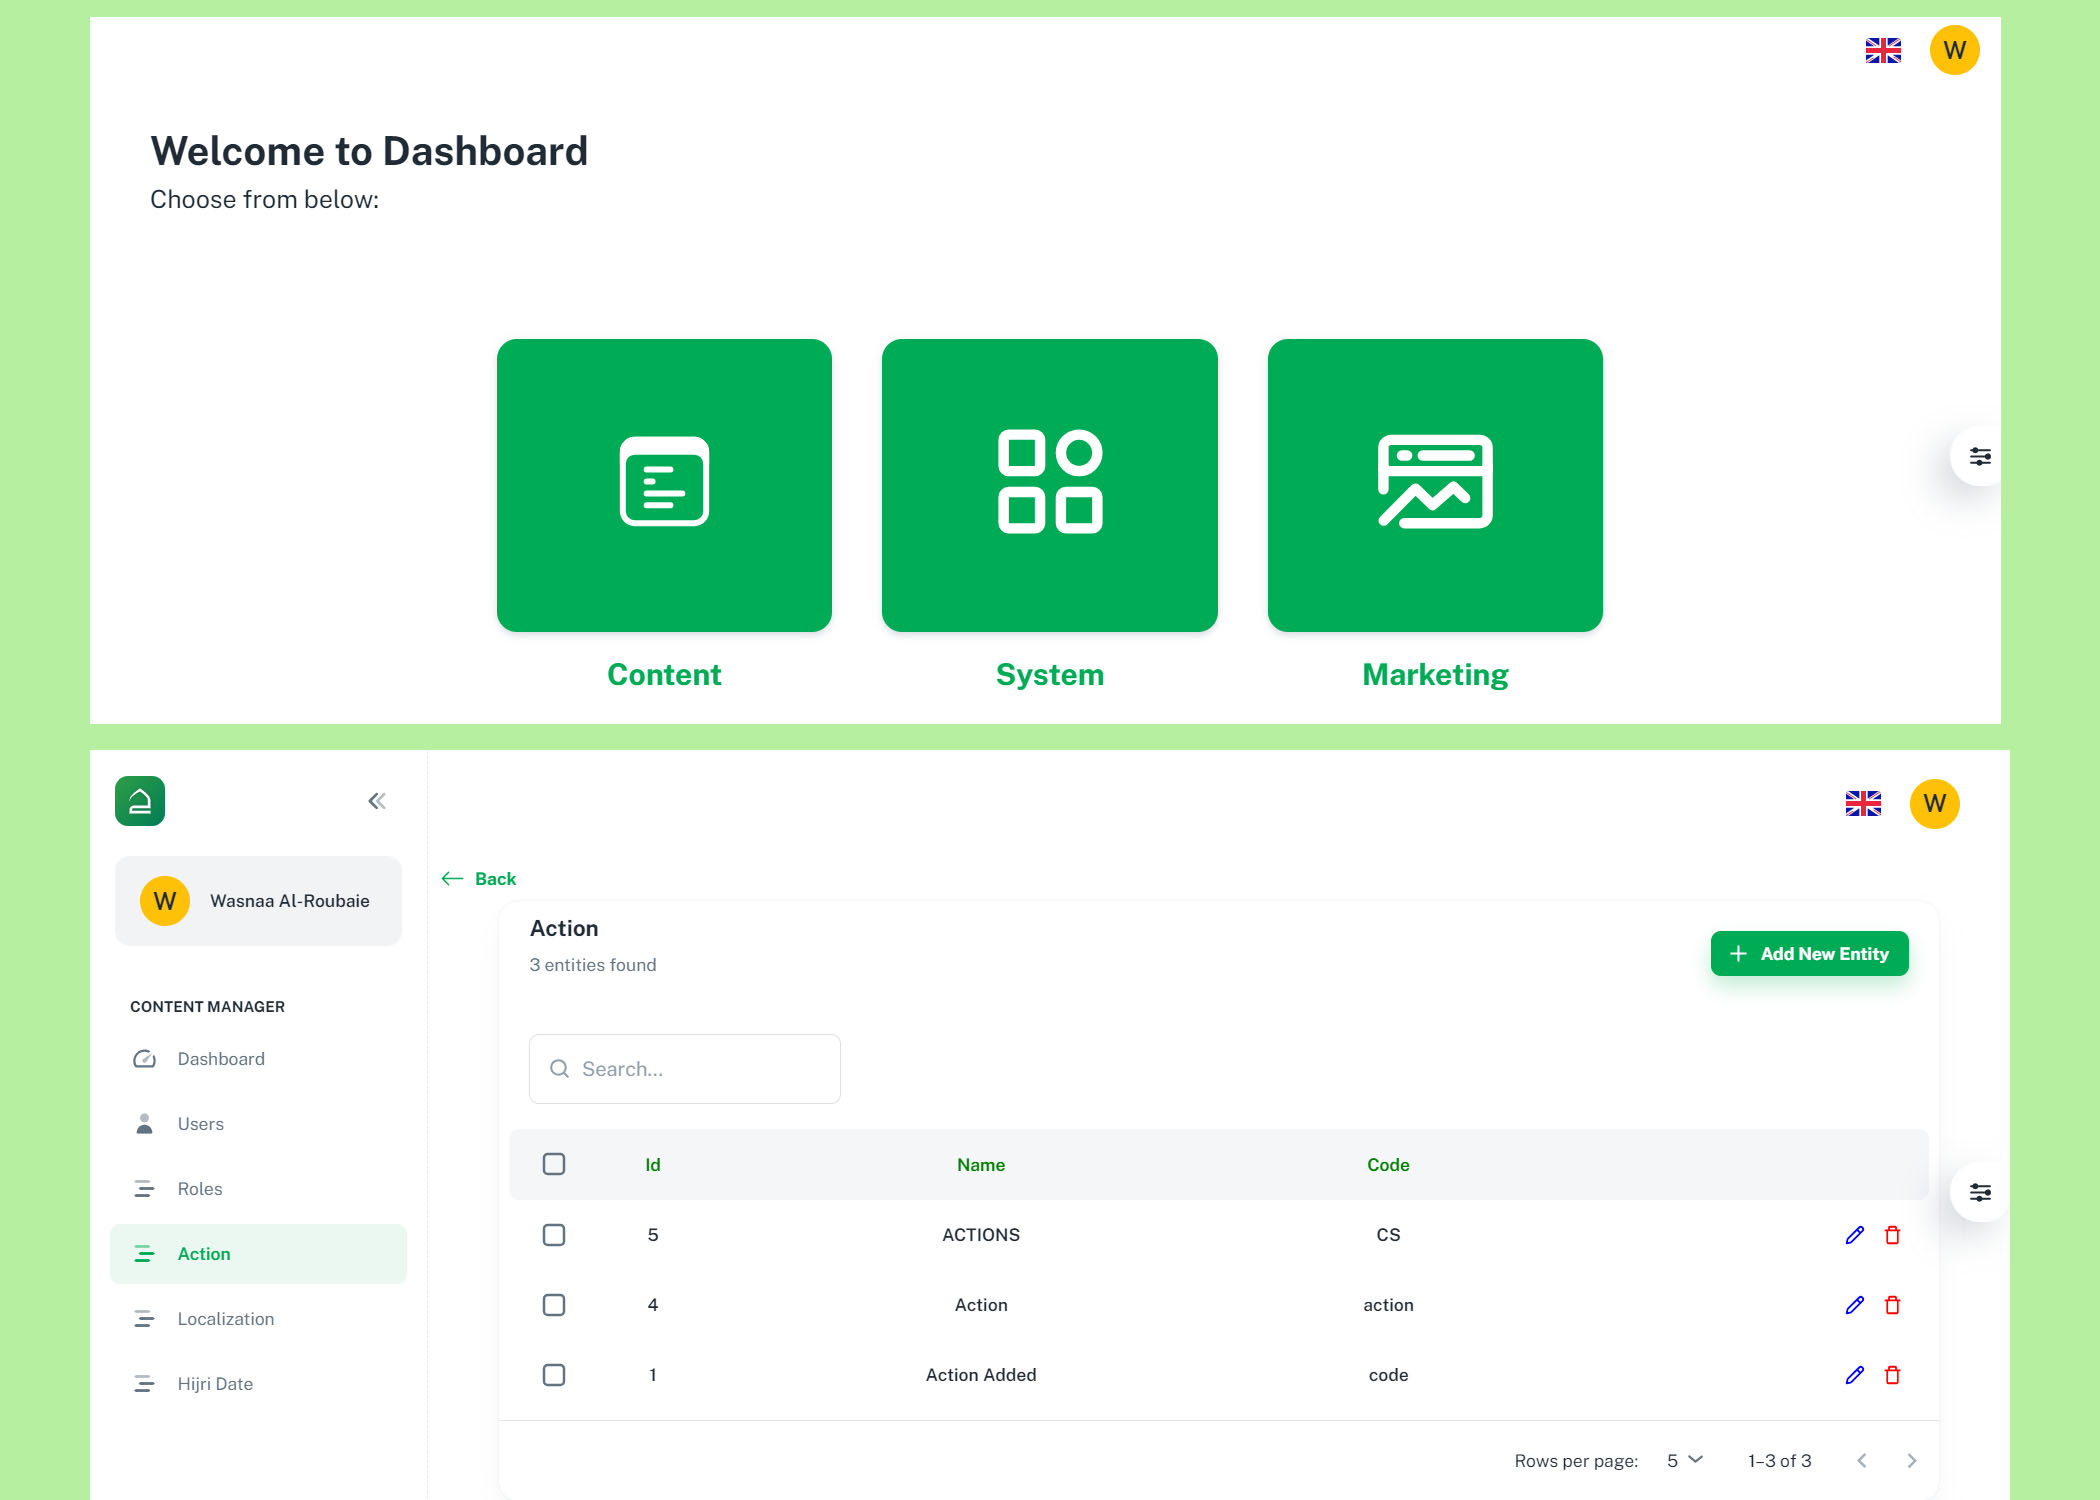 W
Welcome to Dashboard
Choose from below:
Content
System
Marketing
W
W
Wasnaa Al-Roubaie
CONTENT MANAGER
Dashboard
Users
Roles
Action
Localization
Hijri Date
Back
Action
3 entities found
Add New Entity
Search...
Id Name Code
5 ACTIONS CS
4 Action action
1 Action Added code
Rows per page: 5 1–3 of 3